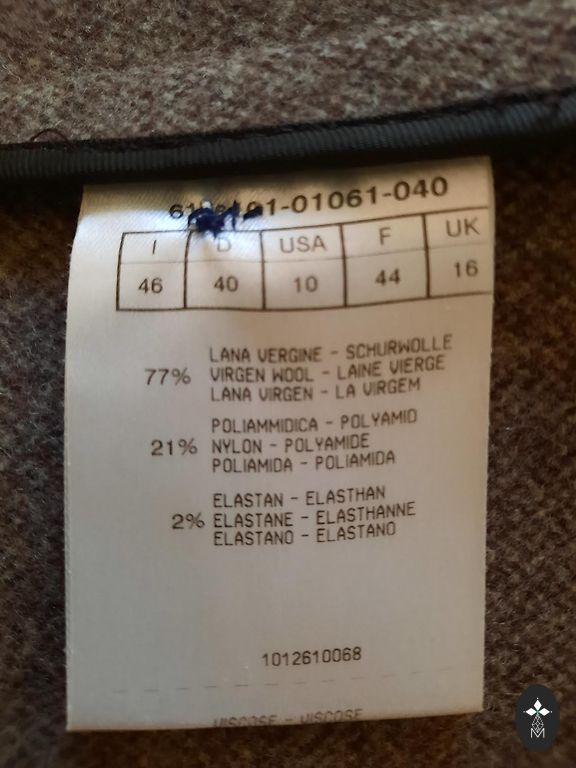 01-01061-040
I D USA F UK
46 40 10 44 16
LANA VERGINE - SCHURWOLLE
77% VIRGEN WOOL - LAINE VIERGE
LANA VIRGEN - LA VIRGEM
POLIAMMIDICA - POLYAMID
21% NYLON - POLYAMIDE
POLIAMIDA - POLIAMIDA
ELASTAN - ELASTHAN
2% ELASTANE - ELASTHANNE
ELASTANO - ELASTANO
1012610068
VISCOSE - VISCOSE
M